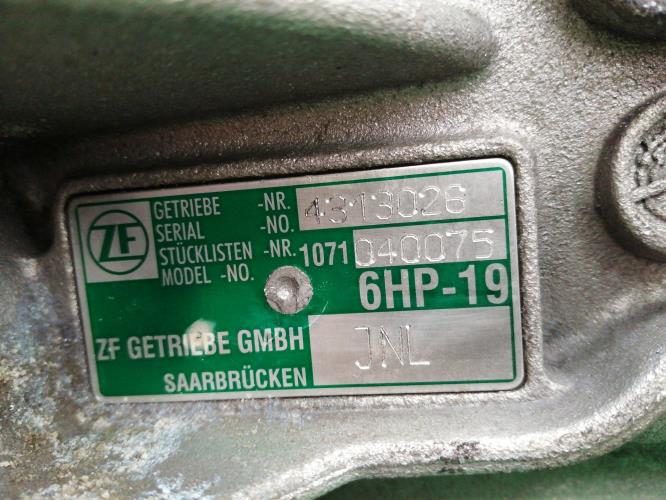 ZF
GETRIEBE -NR. 4313026
SERIAL -NO.
STÜCKLISTEN -NR. 1071 040075
MODEL -NO.
6HP-19
ZF GETRIEBE GMBH JNL
SAARBRÜCKEN